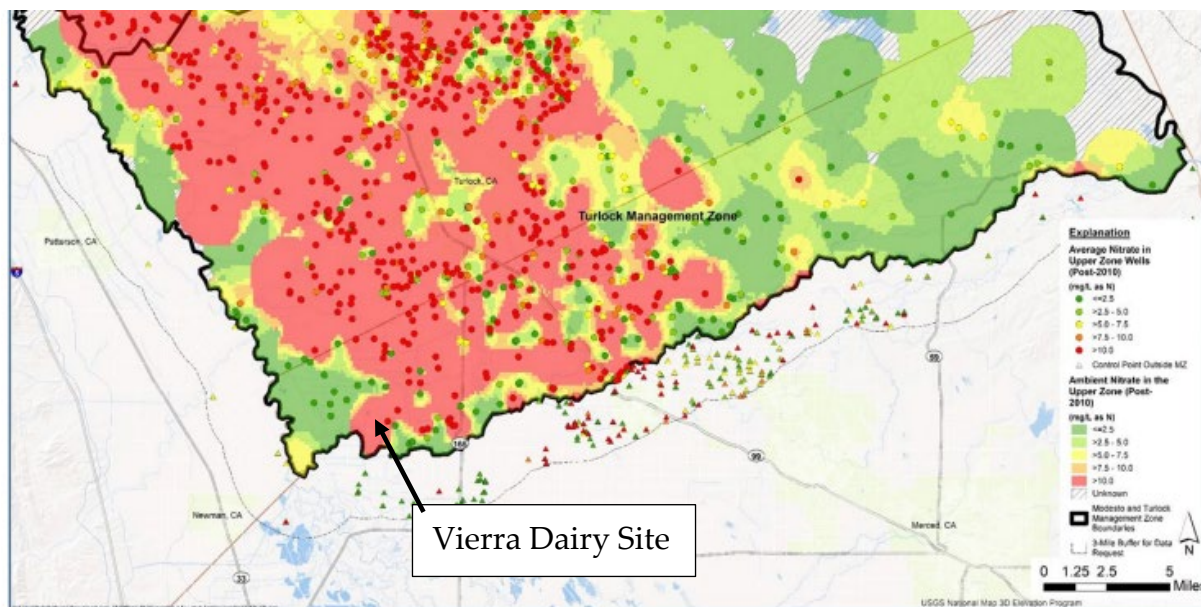 Turlock, CA
Turlock Management Zone
Patterson, CA
5
165
99
99
Newman, CA
Merced, CA
33
Vierra Dairy Site
Explanation
Average Nitrate in
Upper Zone Wells
(Post-2010)
(mg/L as N)
<=2.5
>2.5 - 5.0
>5.0 - 7.5
>7.5 - 10.0
>10.0
Control Point Outside MZ
Ambient Nitrate in the
Upper Zone (Post-
2010)
(mg/L, as N)
<=2.5
>2.5 - 5.0
>5.0 - 7.5
>7.5 - 10.0
>10.0
Unknown
Modesto and Turlock
Management Zone
Boundaries
3-Mile Buffer for Data
Request
N
0 1.25 2.5 5
Miles
USGS National Map 3D Elevation Program